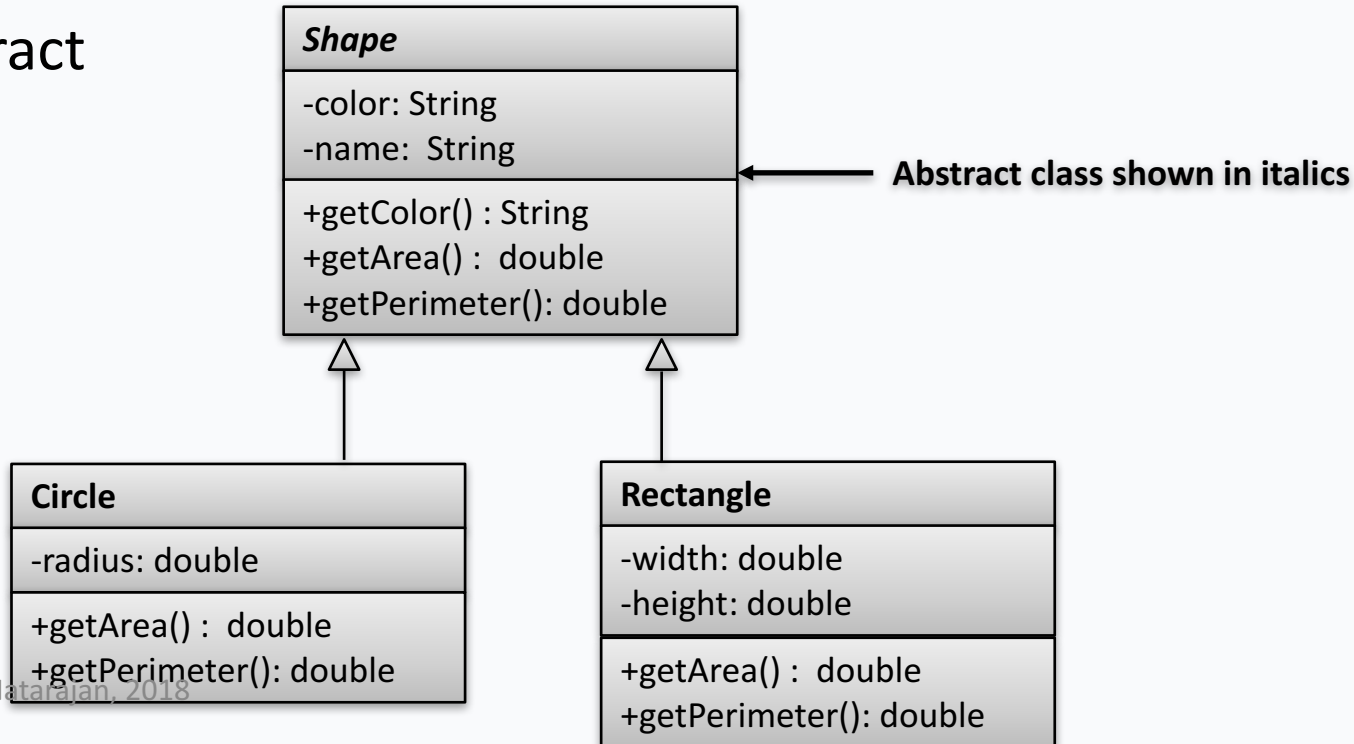 Shape
-color: String
-name: String
Abstract class shown in italics
+getColor() : String
+getArea() : double
+getPerimeter(): double
Circle
-radius: double
+getArea() : double
+getPerimeter(): double
Rectangle
-width: double
-height: double
+getArea() : double
+getPerimeter(): double
2018